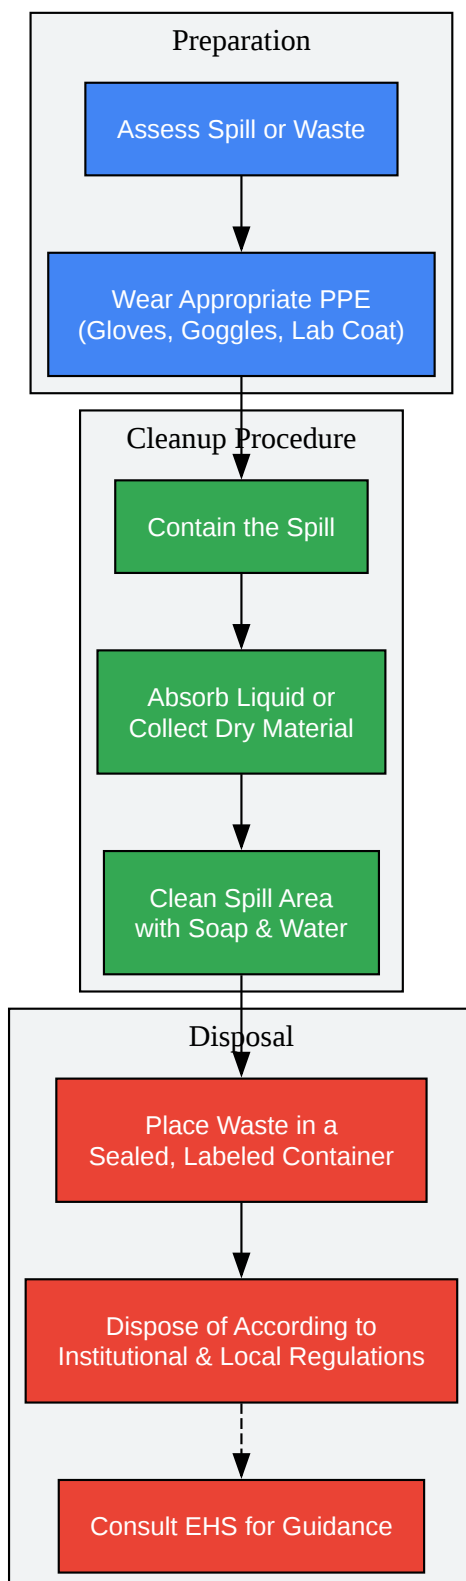 Preparation
Assess Spill or Waste
Wear Appropriate PPE
(Gloves, Goggles, Lab Coat)
Cleanup Procedure
Contain the Spill
Absorb Liquid or
Collect Dry Material
Clean Spill Area
with Soap & Water
Disposal
Place Waste in a
Sealed, Labeled Container
Dispose of According to
Institutional & Local Regulations
Consult EHS for Guidance